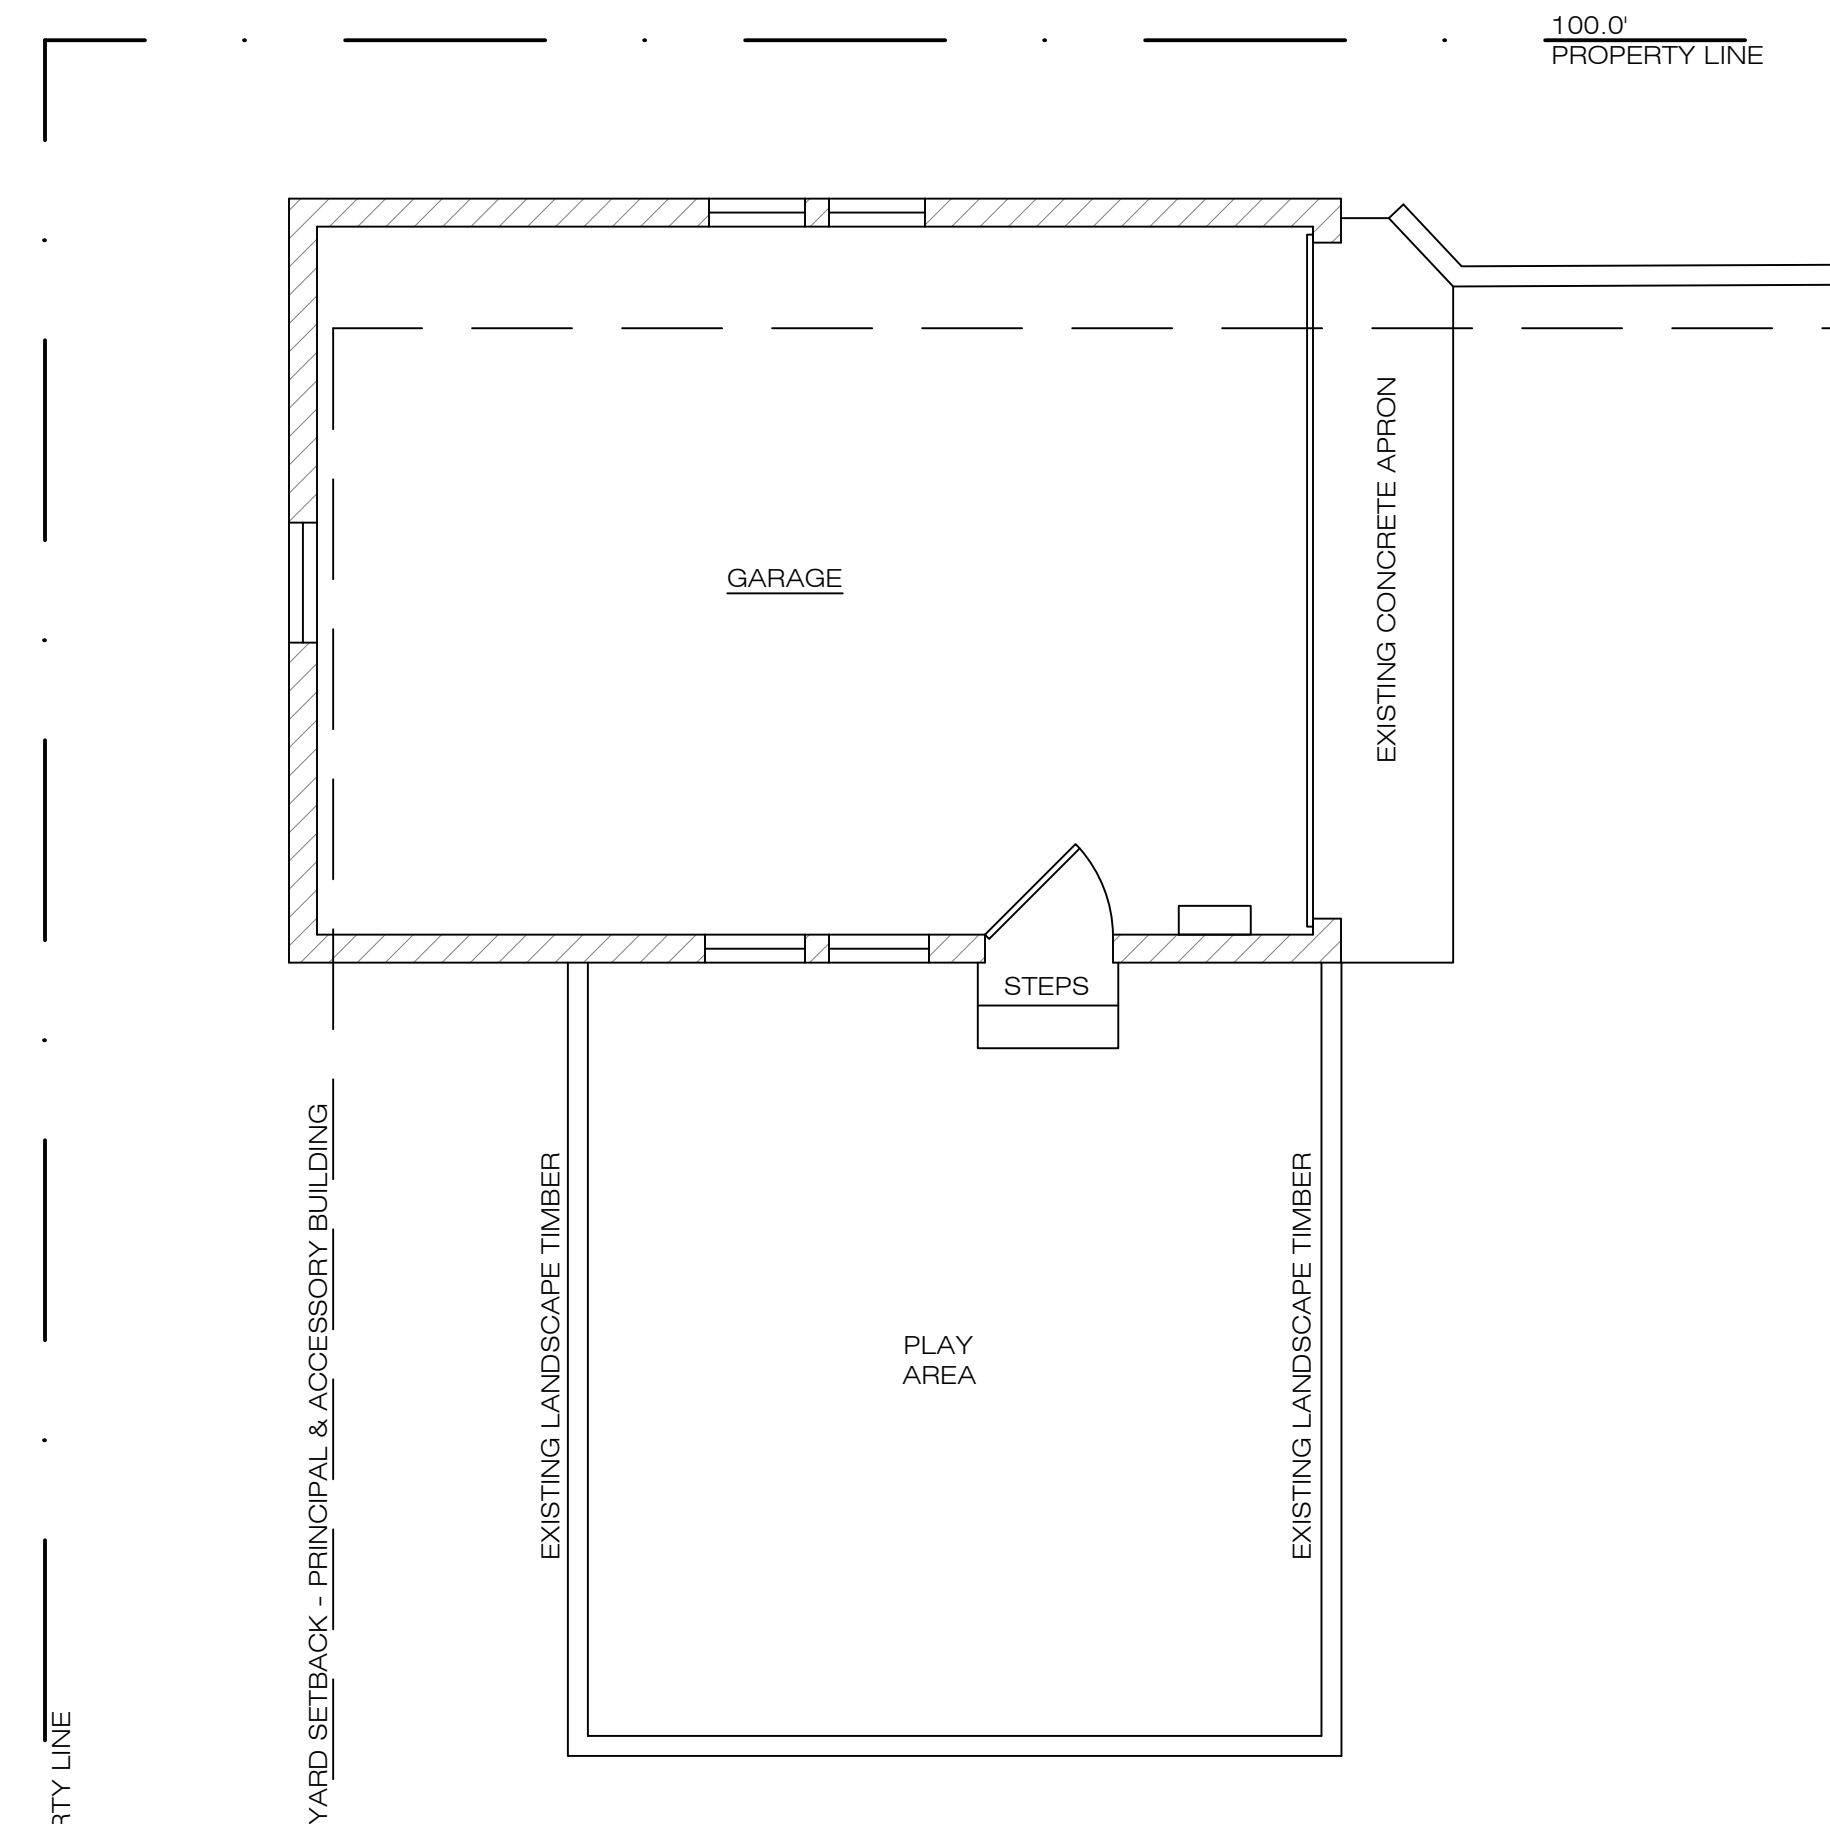 100.0'
PROPERTY LINE
EXISTING CONCRETE APRON
GARAGE
STEPS
YARD SETBACK - PRINCIPAL & ACCESSORY BUILDING
EXISTING LANDSCAPE TIMBER
EXISTING LANDSCAPE TIMBER
PLAY
AREA
LINE